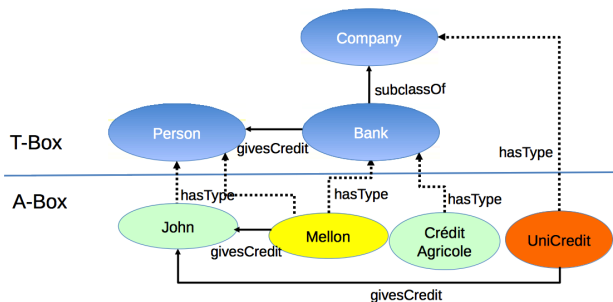 Company
subclassOf
Person
Bank
givesCredit
T-Box
hasType
A-Box
hasType
hasType
hasType
John
Mellon
Crédit
Agricole
UniCredit
givesCredit
givesCredit